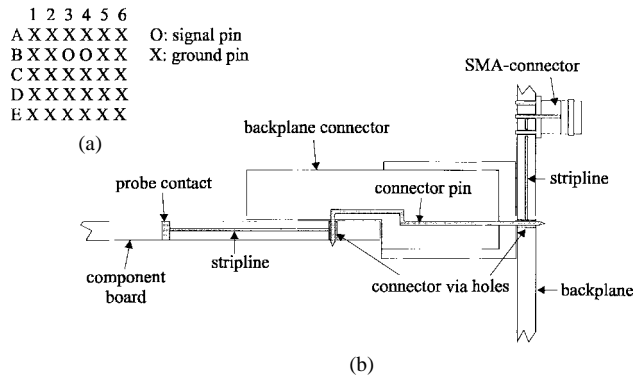 1 2 3 4 5 6
A X X X X X X
B X X O O X X
C X X X X X X
D X X X X X X
E X X X X X X
O: signal pin
X: ground pin
(a)
SMA-connector
backplane connector
probe contact
connector pin
stripline
stripline
component
board
connector via holes
backplane
(b)